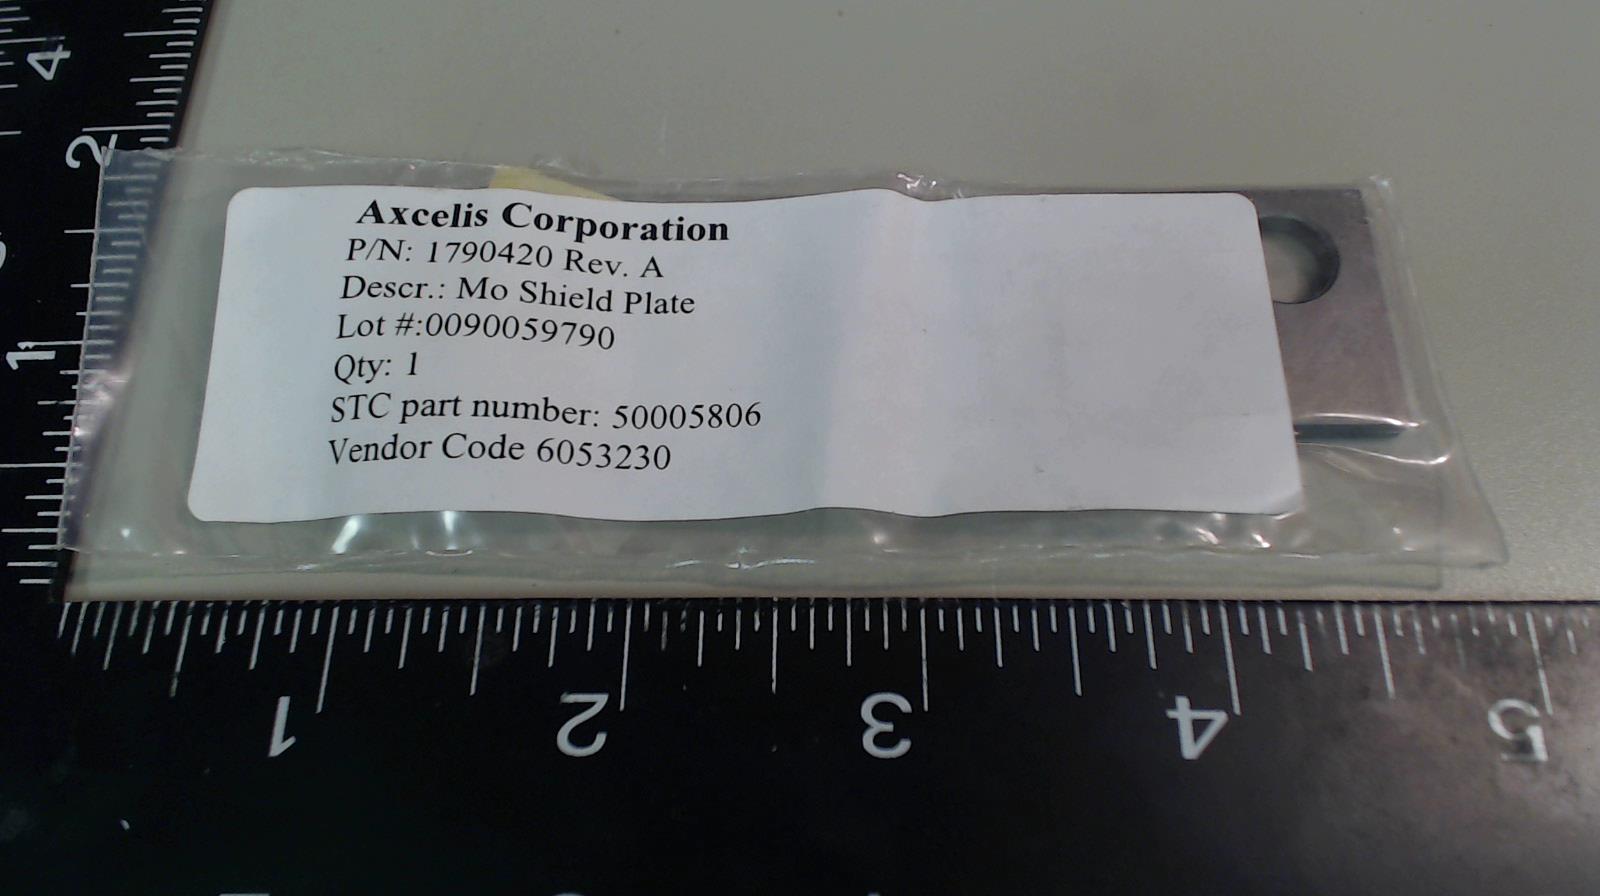 Axcelis Corporation
P/N: 1790420 Rev. A
Descr.: Mo Shield Plate
Lot #:0090059790
Qty: 1
STC part number: 50005806
Vendor Code 6053230
4
2
1
1 2 3 4 5